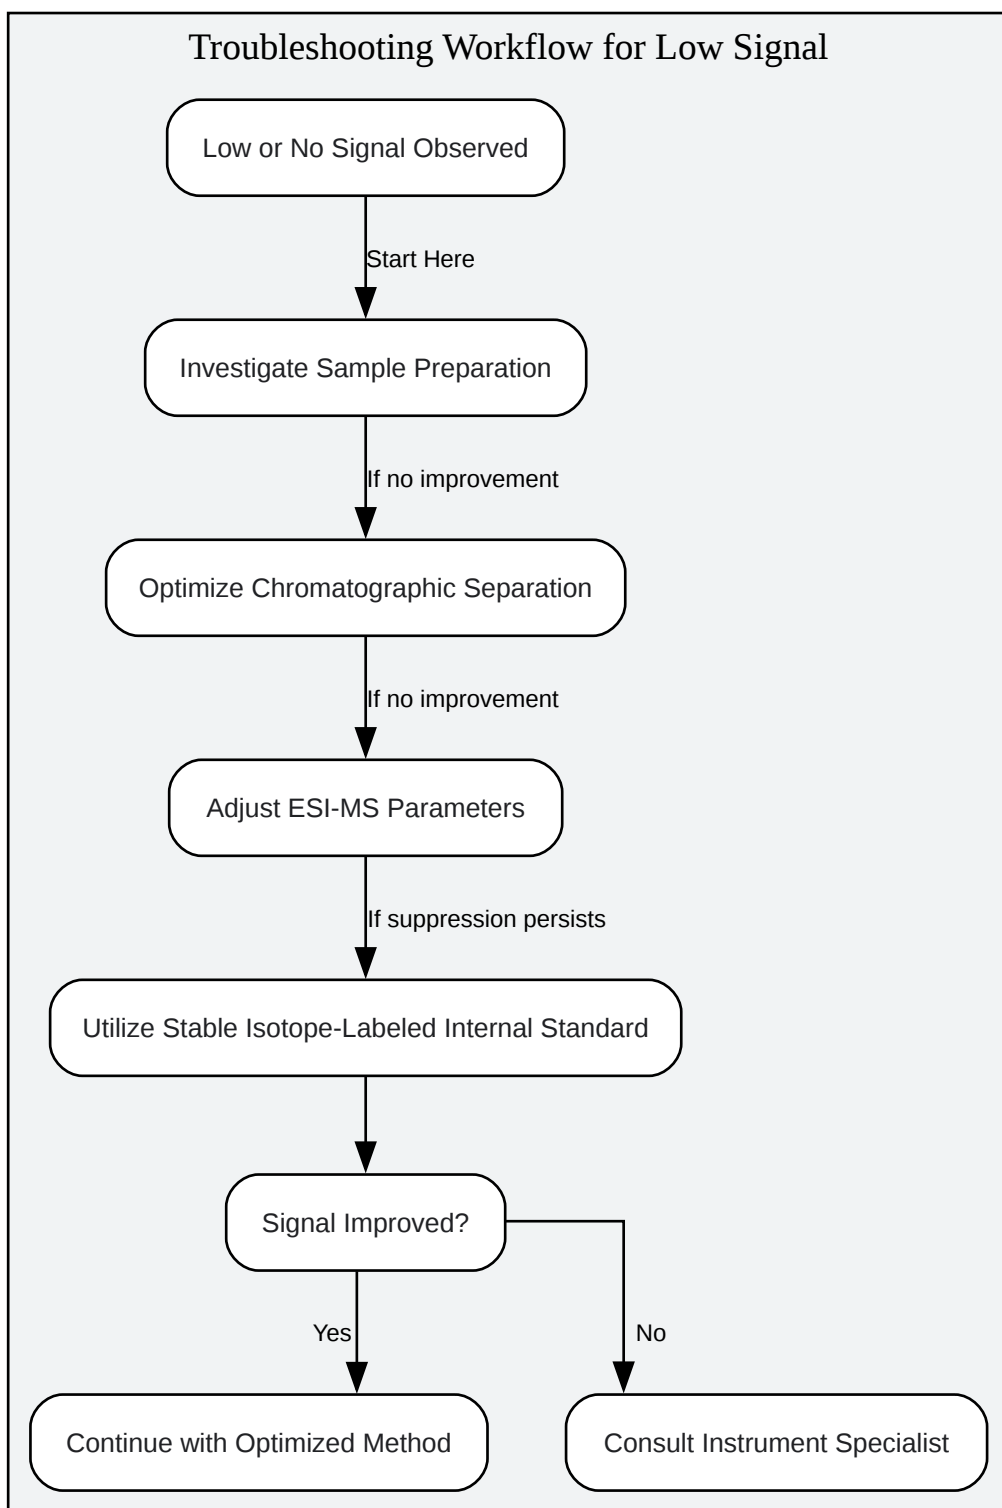 Troubleshooting Workflow for Low Signal
Low or No Signal Observed
Start Here
Investigate Sample Preparation
If no improvement
Optimize Chromatographic Separation
If no improvement
Adjust ESI-MS Parameters
If suppression persists
Utilize Stable Isotope-Labeled Internal Standard
Signal Improved?
Yes
No
Continue with Optimized Method
Consult Instrument Specialist